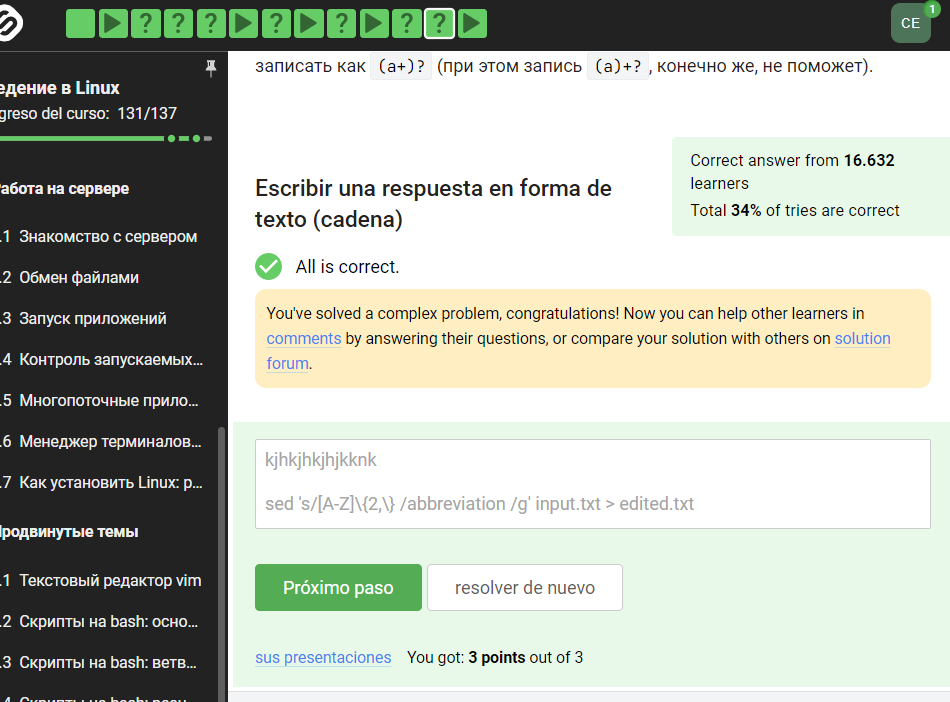 CE
1
едение в Linux
greso del curso: 131/137
абота на сервере
.1 Знакомство с сервером
.2 Обмен файлами
.3 Запуск приложений
.4 Контроль запускаемых...
.5 Многопоточные прило...
.6 Менеджер терминалов...
.7 Как установить Linux: р...
родвинутые темы
.1 Текстовый редактор vim
.2 Скрипты на bash: осно...
.3 Скрипты на bash: ветв...
записать как (a+)? (при этом запись (a)+?, конечно же, не поможет).
Correct answer from 16.632
learners
Total 34% of tries are correct
Escribir una respuesta en forma de
texto (cadena)
All is correct.
You've solved a complex problem, congratulations! Now you can help other learners in
comments by answering their questions, or compare your solution with others on solution
forum.
kjhkjhkjhjkknk
sed 's/[A-Z]\{2,\} /abbreviation /g' input.txt > edited.txt
Próximo paso
resolver de nuevo
sus presentaciones You got: 3 points out of 3